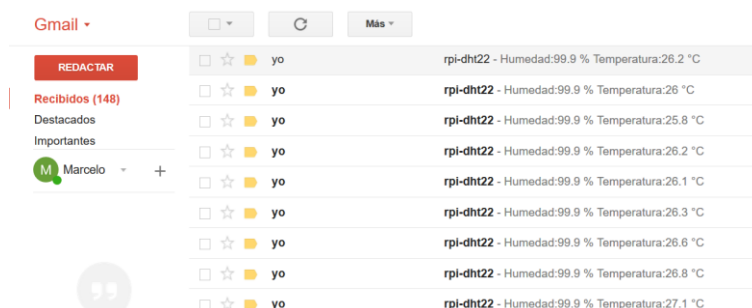 Gmail
Más
REDACTAR
Recibidos (148)
Destacados
Importantes
M Marcelo
+
yo rpi-dht22 - Humedad:99.9 % Temperatura:26.2 °C
yo rpi-dht22 - Humedad:99.9 % Temperatura:26 °C
yo rpi-dht22 - Humedad:99.9 % Temperatura:25.8 °C
yo rpi-dht22 - Humedad:99.9 % Temperatura:26.2 °C
yo rpi-dht22 - Humedad:99.9 % Temperatura:26.1 °C
yo rpi-dht22 - Humedad:99.9 % Temperatura:26.3 °C
yo rpi-dht22 - Humedad:99.9 % Temperatura:26.6 °C
yo rpi-dht22 - Humedad:99.9 % Temperatura:26.8 °C
yo rpi-dht22 - Humedad:99.9 % Temperatura:27.1 °C